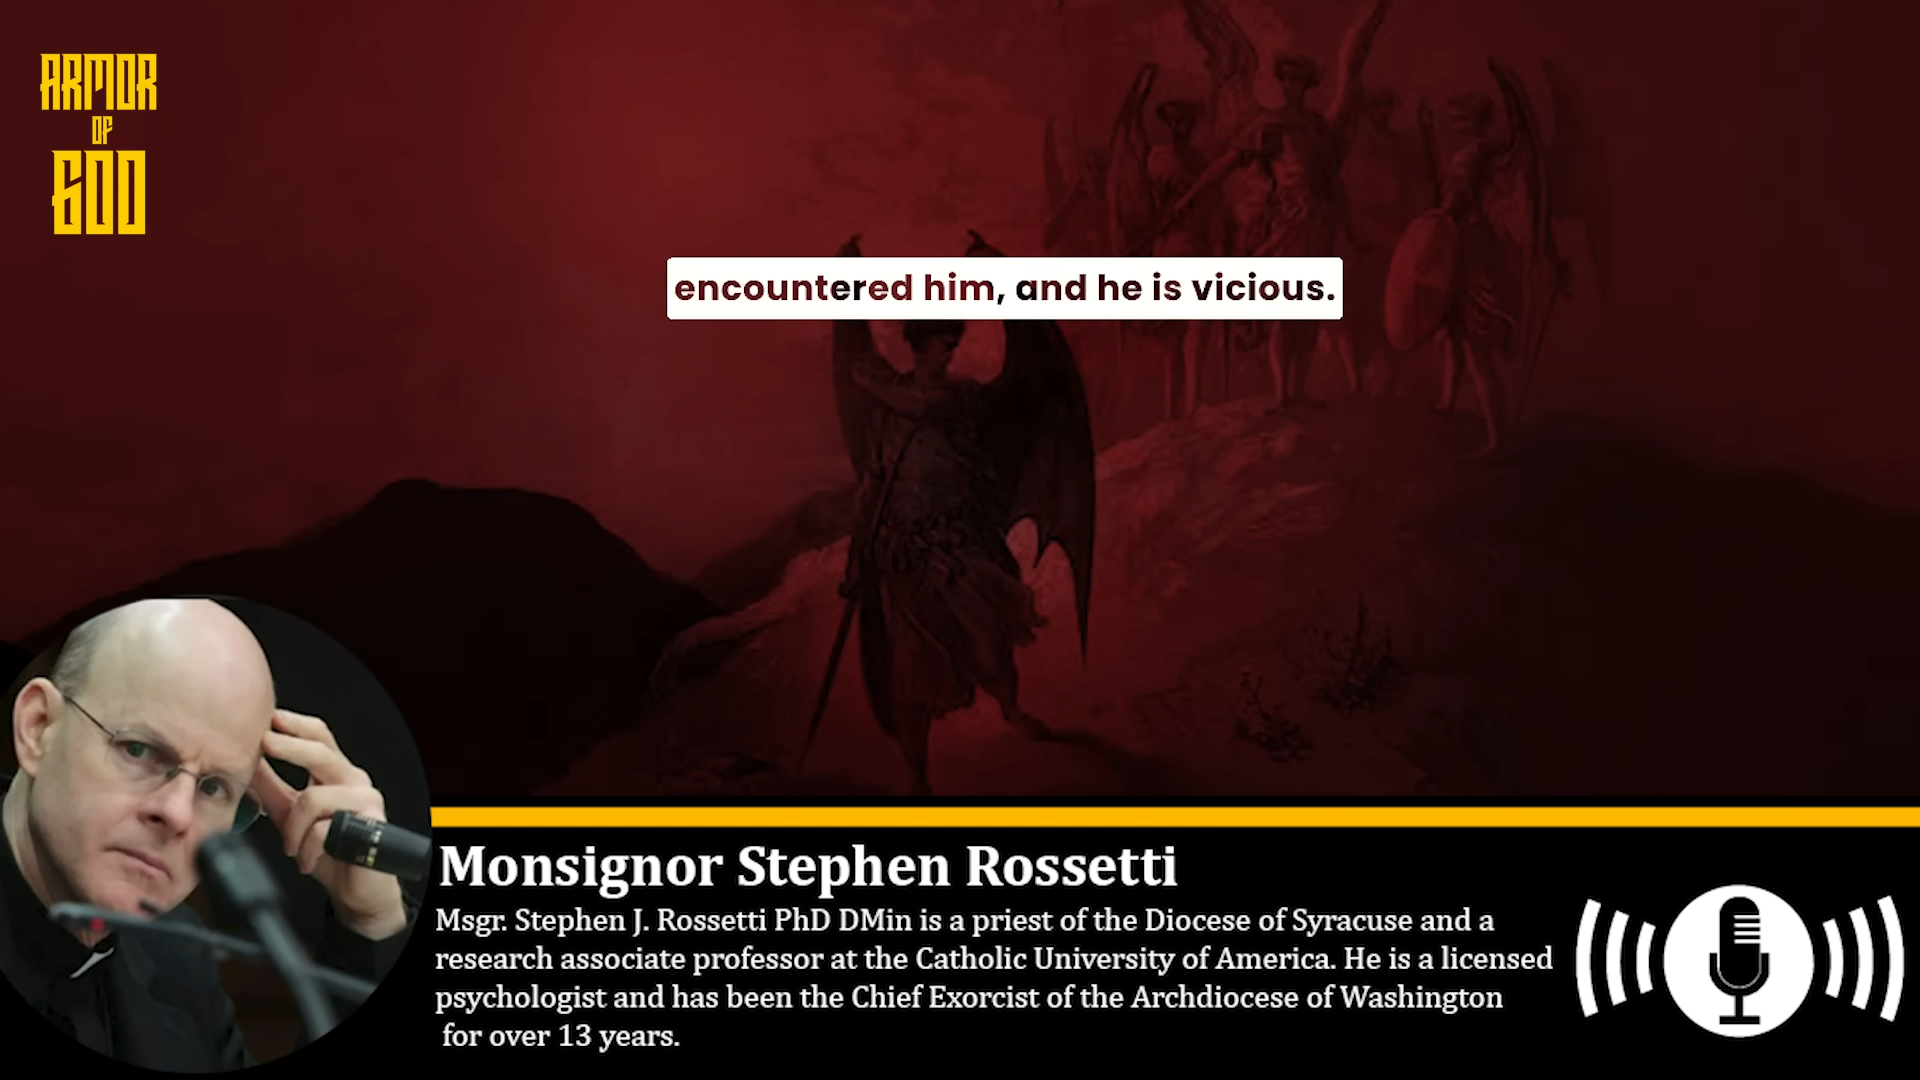 ARMOR
OF
GOD
encountered him, and he is vicious.
Monsignor Stephen Rossetti
Msgr. Stephen J. Rossetti PhD DMin is a priest of the Diocese of Syracuse and a
research associate professor at the Catholic University of America. He is a licensed
psychologist and has been the Chief Exorcist of the Archdiocese of Washington
for over 13 years.